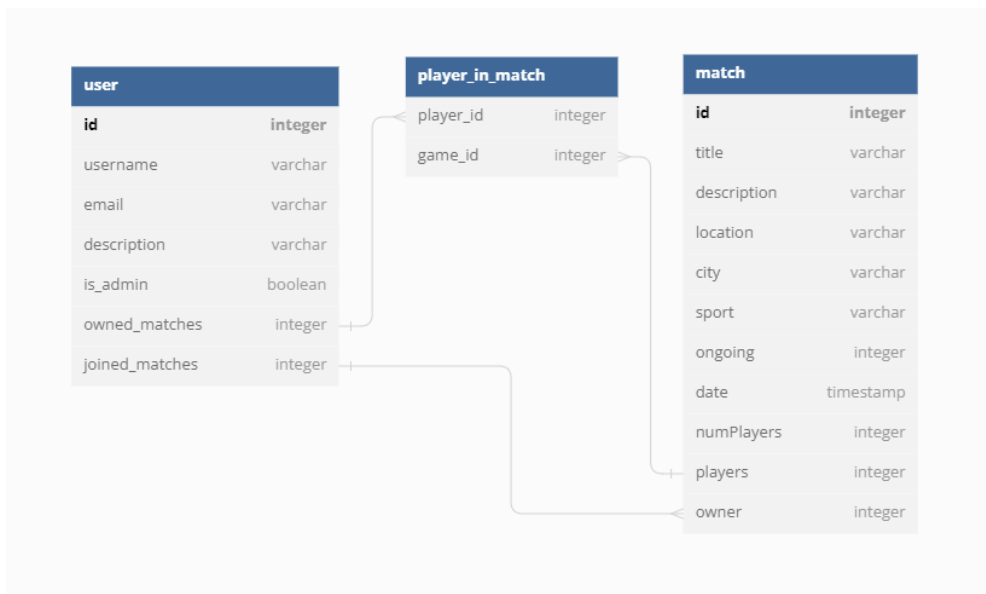 user
id integer
username varchar
email varchar
description varchar
is_admin boolean
owned_matches integer
joined_matches integer
player_in_match
player_id integer
game_id integer
match
id integer
title varchar
description varchar
location varchar
city varchar
sport varchar
ongoing integer
date timestamp
numPlayers integer
players integer
owner integer